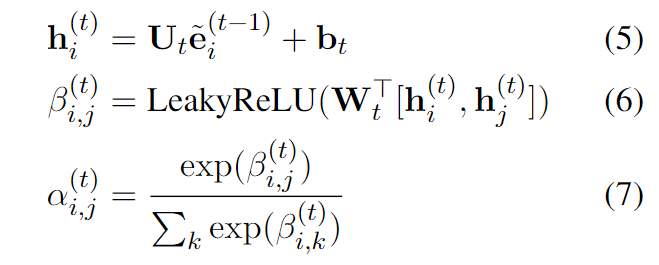 h_i^{(t)} = U_t ẽ_i^{(t−1)} + b_t (5)
β_{i,j}^{(t)} = LeakyReLU(W_t^⊤[h_i^{(t)}, h_j^{(t)}]) (6)
α_{i,j}^{(t)} = exp(β_{i,j}^{(t)}) / ∑_k exp(β_{i,k}^{(t)}) (7)